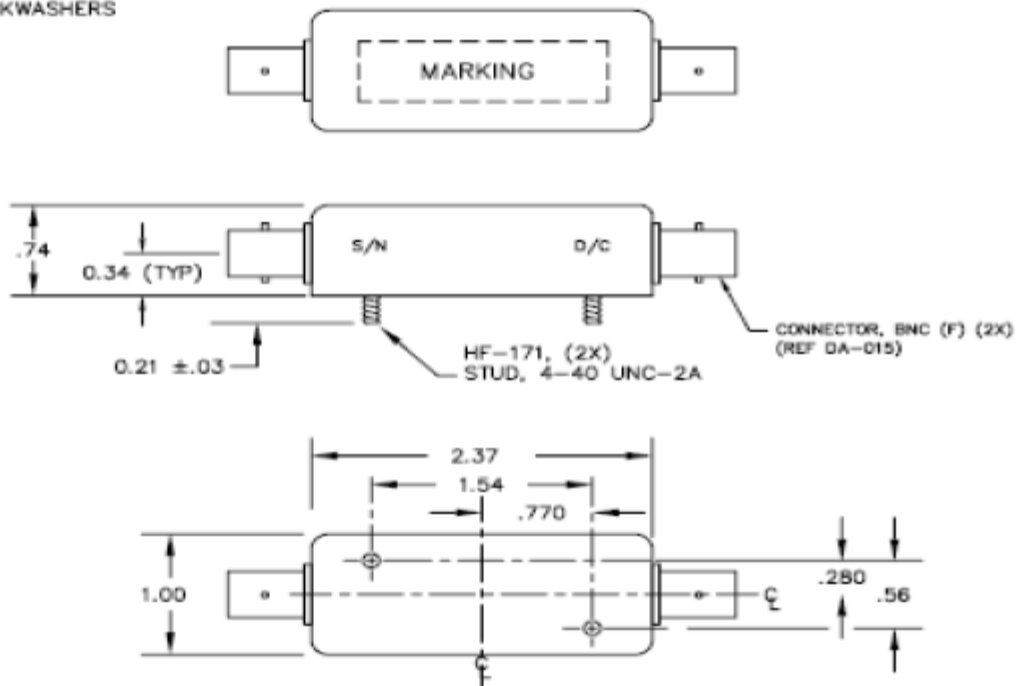 KWASHERS
MARKING
.74
0.34 (TYP)
S/N
D/C
0.21 ±.03
HF-171, (2X)
STUD, 4-40 UNC-2A
CONNECTOR, BNC (F) (2X)
(REF DA-015)
2.37
1.54
.770
1.00
.280
.56
℄
℄